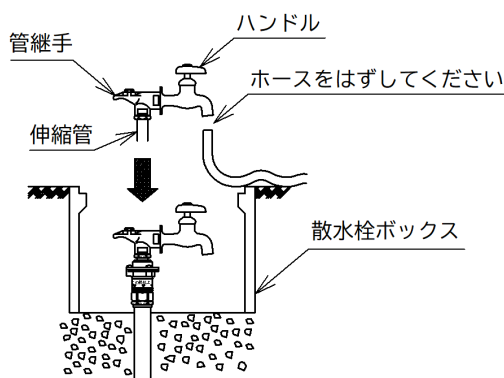 ハンドル
管継手
ホースをはずしてください
伸縮管
散水栓ボックス